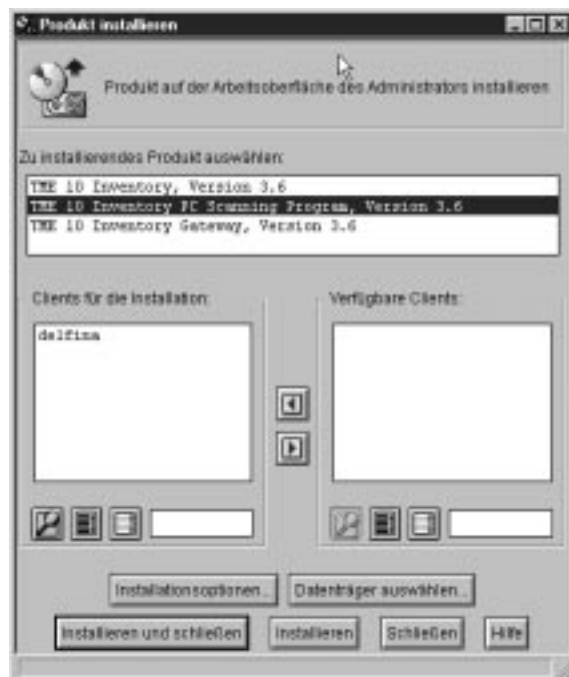 Produkt installieren
Produkt auf der Arbeitsoberfläche des Administrators installieren
Zu installierendes Produkt auswählen:
TME 10 Inventory, Version 3.6
TME 10 Inventory PC Scanning Program, Version 3.6
TME 10 Inventory Gateway, Version 3.6
Clients für die Installation:
Verfügbare Clients:
delfina
Installationsoptionen...
Datenträger auswählen...
Installieren und schließen
Installieren
Schließen
Hilfe